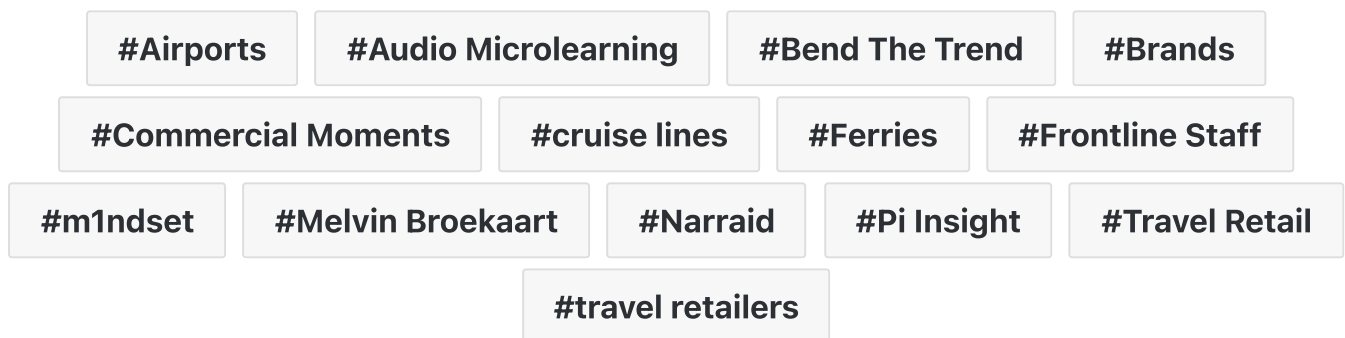 #Airports #Audio Microlearning #Bend The Trend #Brands
#Commercial Moments #cruise lines #Ferries #Frontline Staff
#m1ndset #Melvin Broekaart #Narraid #Pi Insight #Travel Retail
#travel retailers